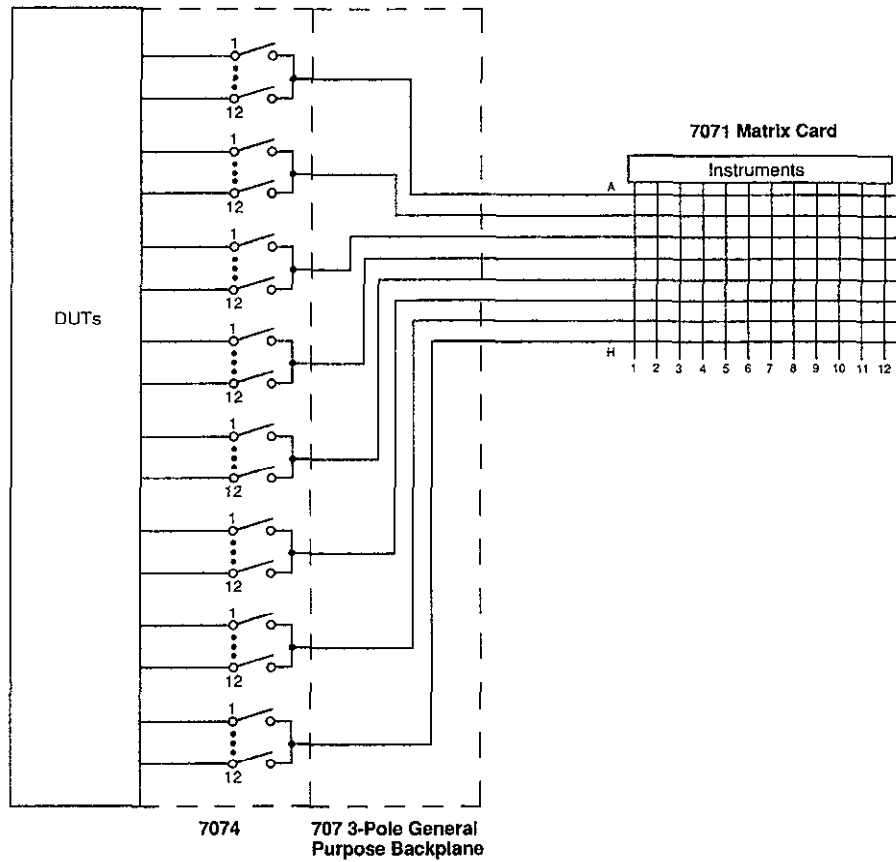 DUTs
1
12
1
12
1
12
1
12
1
12
1
12
1
12
1
12
7074
707 3-Pole General
Purpose Backplane
7071 Matrix Card
Instruments
A
H
1 2 3 4 5 6 7 8 9 10 11 12